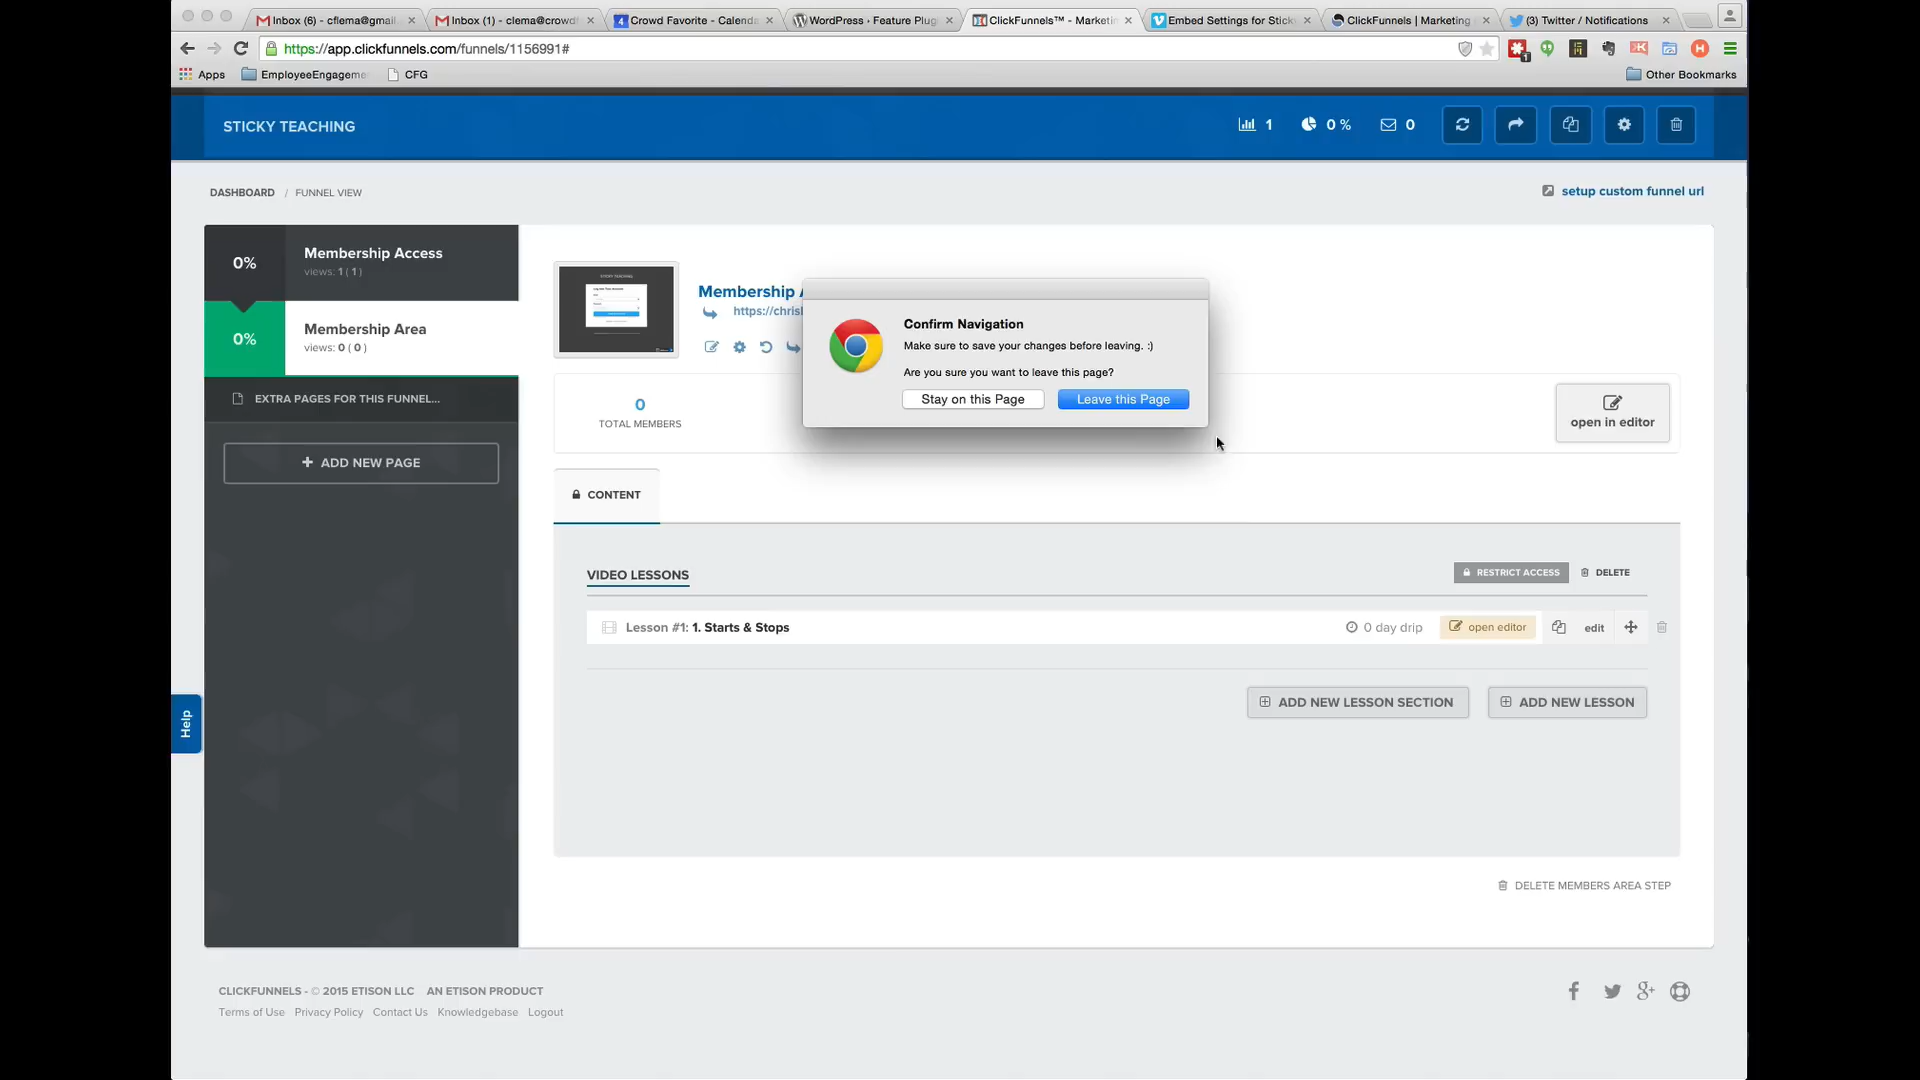 Inbox (6) - cflema@gmail.
Inbox (1) - clema@crowdf
Crowd Favorite - Calenda
WordPress › Feature Plug
ClickFunnels™ - Marketin
Embed Settings for Sticky
ClickFunnels | Marketing
(3) Twitter / Notifications
https://app.clickfunnels.com/funnels/1156991#
Apps
EmployeeEngageme
CFG
Other Bookmarks
STICKY TEACHING
1
0 %
0
DASHBOARD / FUNNEL VIEW
setup custom funnel url
0%
Membership Access
views: 1 ( 1 )
0%
Membership Area
views: 0 ( 0 )
EXTRA PAGES FOR THIS FUNNEL...
+ ADD NEW PAGE
STICKY TEACHING
Membership A
https://chrisl
Confirm Navigation
Make sure to save your changes before leaving. :)
Are you sure you want to leave this page?
Stay on this Page
Leave this Page
0
TOTAL MEMBERS
open in editor
CONTENT
VIDEO LESSONS
RESTRICT ACCESS
DELETE
Lesson #1: 1. Starts & Stops
0 day drip
open editor
edit
ADD NEW LESSON SECTION
ADD NEW LESSON
Help
DELETE MEMBERS AREA STEP
CLICKFUNNELS - © 2015 ETISON LLC AN ETISON PRODUCT
Terms of Use Privacy Policy Contact Us Knowledgebase Logout